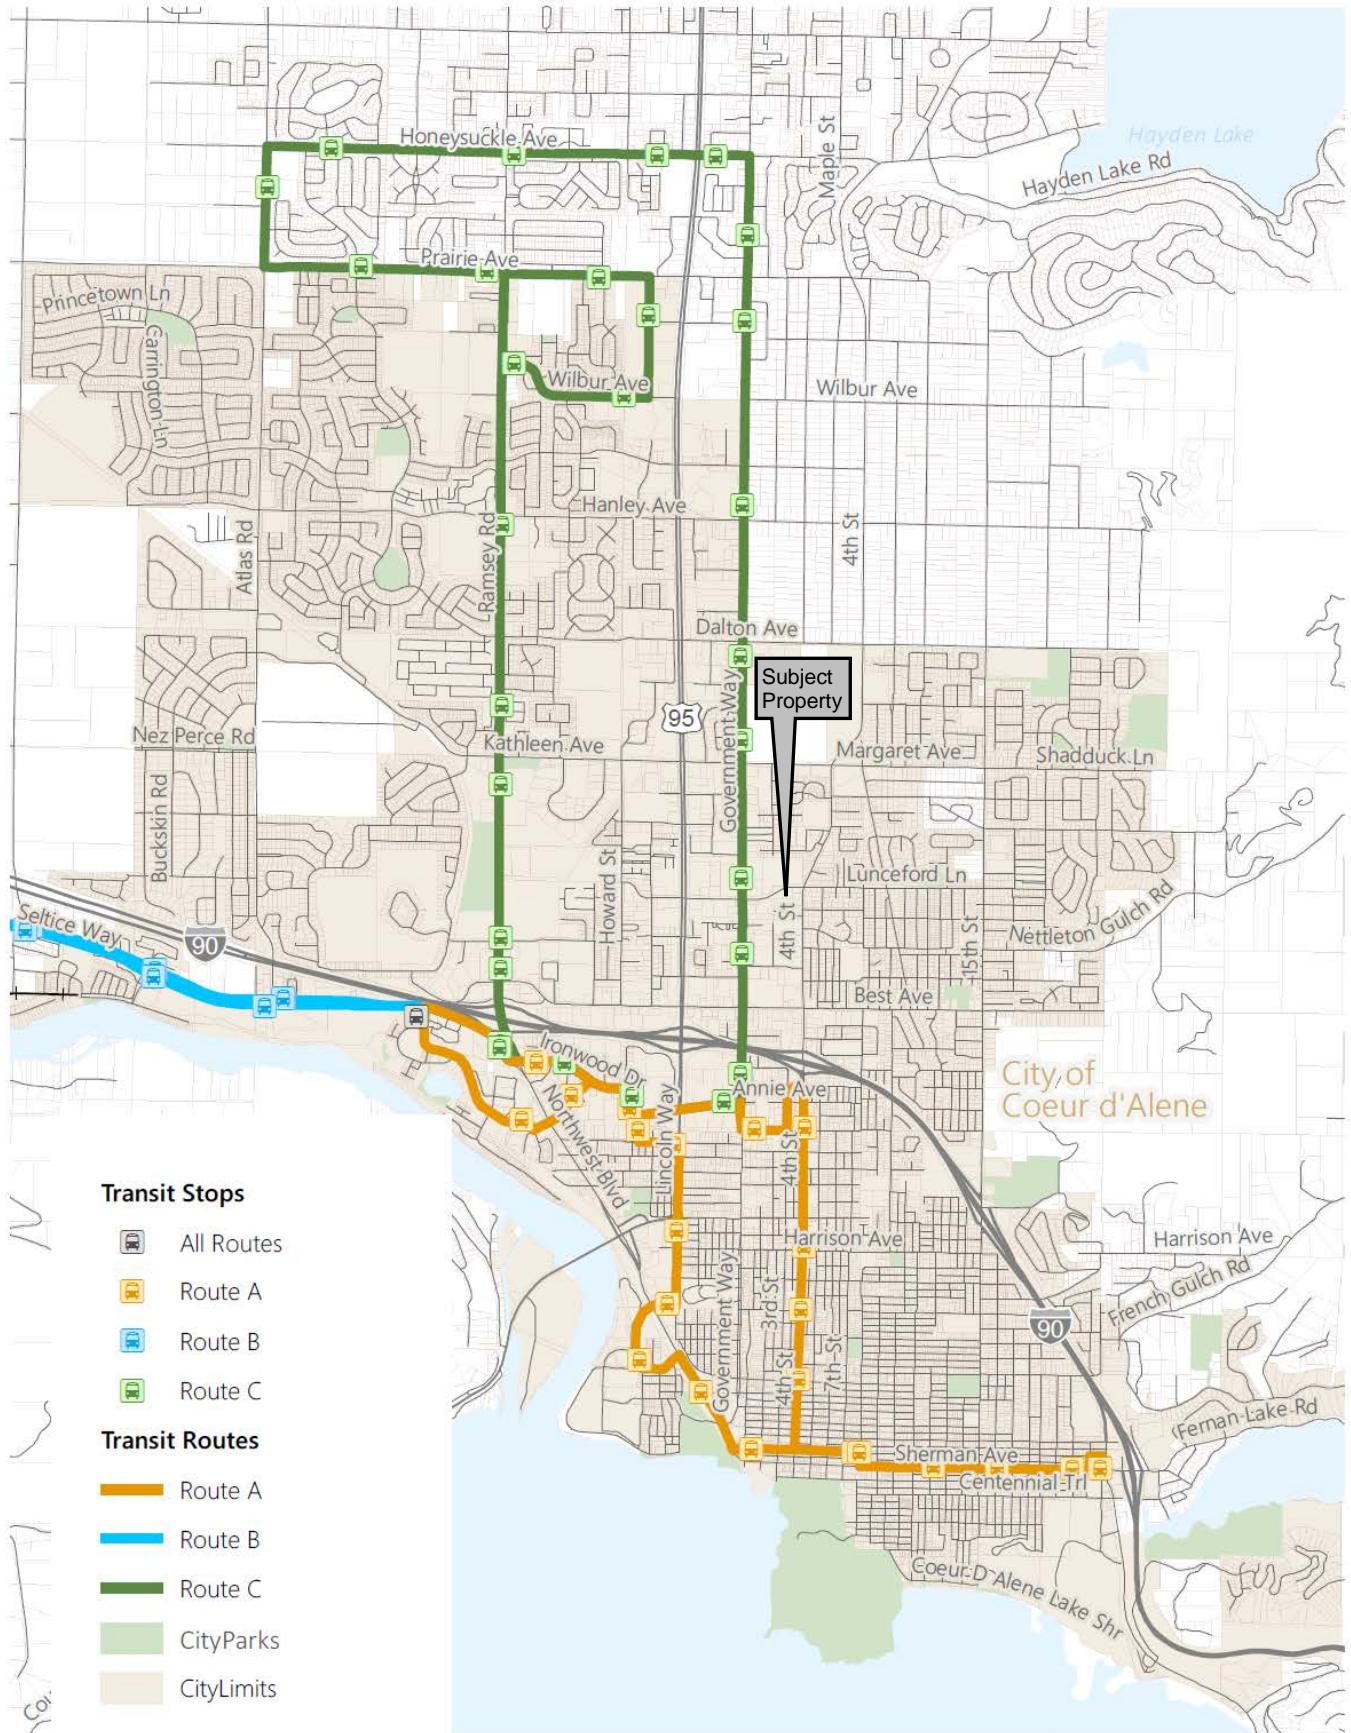 Honeysuckle Ave
Maple St
Hayden Lake
Hayden Lake Rd
Prairie Ave
Princetown Ln
Carrington Ln
Wilbur Ave
Wilbur Ave
Hanley Ave
Atlas Rd
Ramsey Rd
4th St
Dalton Ave
Subject
Property
Government Way
95
Nez Perce Rd
Kathleen Ave
Margaret Ave
Shadduck Ln
Buckskin Rd
Howard St
Lunceford Ln
4th St
15th St
Nettleton Gulch Rd
Seltice Way
90
Best Ave
Ironwood Dr
Annie Ave
City of
Coeur d'Alene
Northwest Blvd
Lincoln Way
4th St
Harrison Ave
Harrison Ave
French Gulch Rd
Government Way
3rd St
4th St
7th St
90
Fernan Lake Rd
Sherman Ave
Centennial Trl
Coeur D Alene Lake Shr
Transit Stops
All Routes
Route A
Route B
Route C
Transit Routes
Route A
Route B
Route C
CityParks
CityLimits